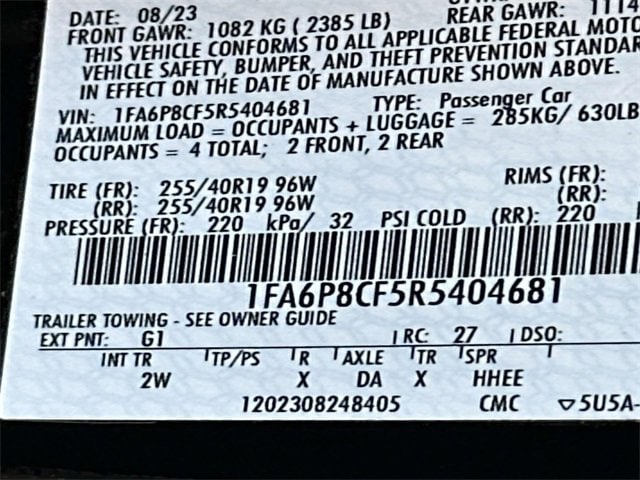 DATE: 08/23
FRONT GAWR: 1082 KG ( 2385 LB) REAR GAWR: 1114
THIS VEHICLE CONFORMS TO ALL APPLICABLE FEDERAL MOTO
VEHICLE SAFETY, BUMPER, AND THEFT PREVENTION STANDAR
IN EFFECT ON THE DATE OF MANUFACTURE SHOWN ABOVE.
VIN: 1FA6P8CF5R5404681 TYPE: Passenger Car
MAXIMUM LOAD = OCCUPANTS + LUGGAGE = 285KG/ 630LB
OCCUPANTS = 4 TOTAL; 2 FRONT, 2 REAR
TIRE (FR): 255/40R19 96W RIMS (FR):
(RR): 255/40R19 96W (RR):
PRESSURE (FR): 220 kPa/ 32 PSI COLD (RR): 220
1FA6P8CF5R5404681
TRAILER TOWING - SEE OWNER GUIDE
EXT PNT: G1 RC: 27 DSO:
INT TR TP/PS R AXLE TR SPR
2W X DA X HHEE
1202308248405 CMC ▽5U5A-